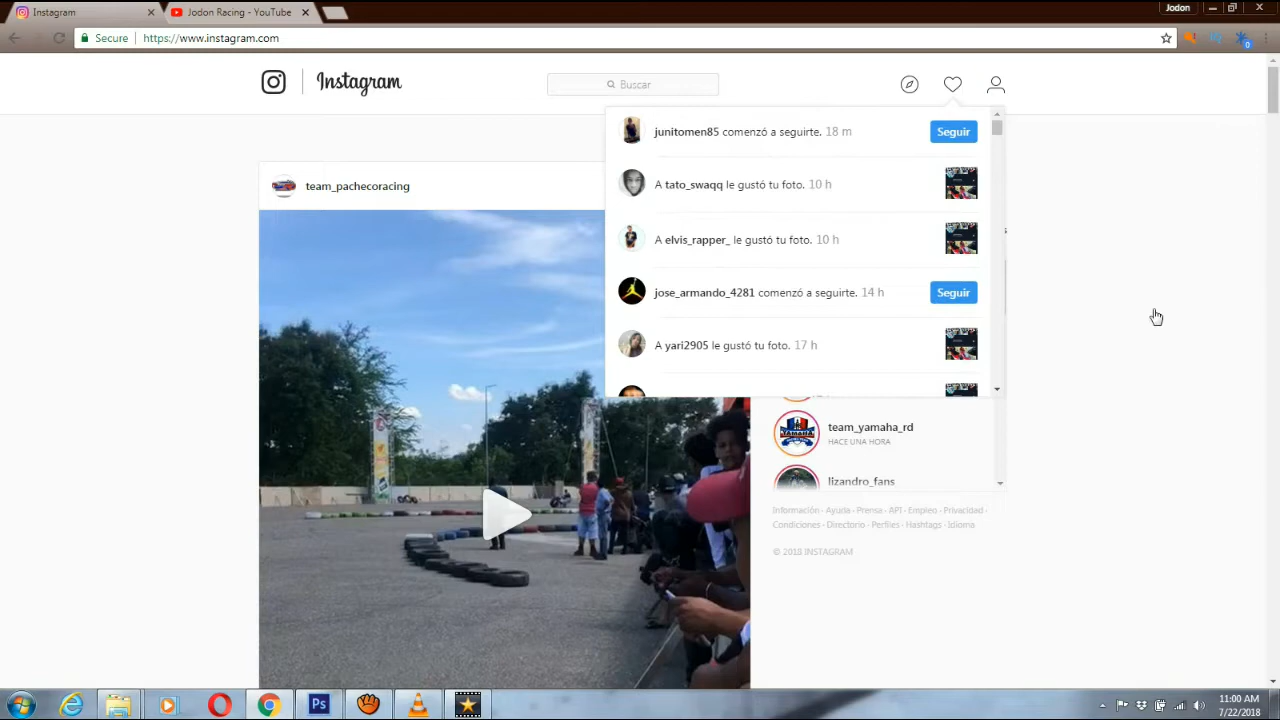 Instagram
Jodon Racing - YouTube
Jodon
Secure
https://www.instagram.com
0
Instagram
Buscar
junitomen85 comenzó a seguirte. 18 m
Seguir
A tato_swaqq le gustó tu foto. 10 h
team_pachecoracing
A elvis_rapper_ le gustó tu foto. 10 h
jose_armando_4281 comenzó a seguirte. 14 h
Seguir
A yari2905 le gustó tu foto. 17 h
team_yamaha_rd
HACE UNA HORA
YAMAHA
lizandro_fans
Información · Ayuda · Prensa · API · Empleo · Privacidad ·
Condiciones · Directorio · Perfiles · Hashtags · Idioma
© 2018 INSTAGRAM
Ps
11:00 AM
7/22/2018